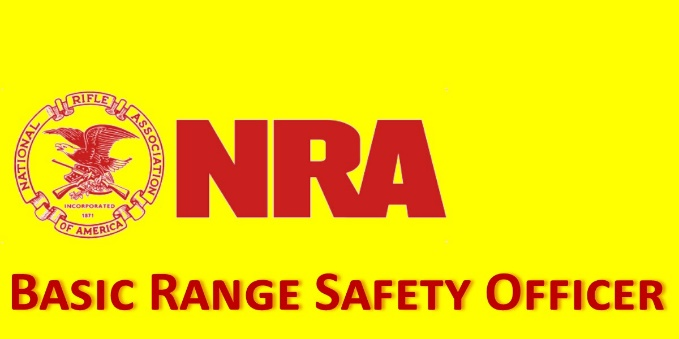 RIFLE
NATIONAL ASSOCIATION
INCORPORATED
1871
OF AMERICA
NRA
BASIC RANGE SAFETY OFFICER